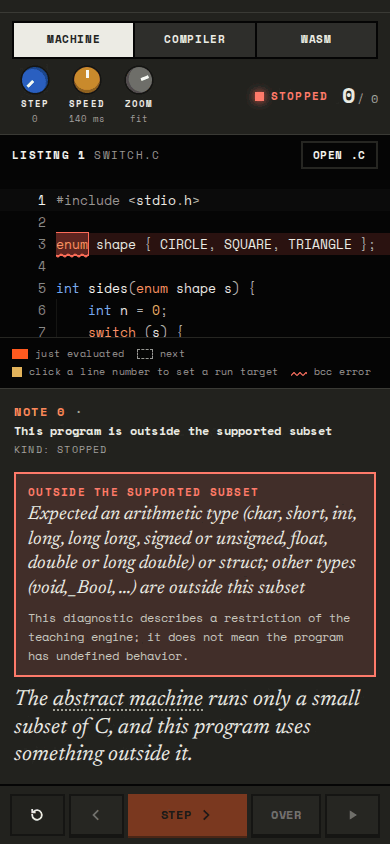 MACHINE COMPILER WASM
STEP SPEED ZOOM
0 140 ms fit
STOPPED 0 / 0
LISTING 1 SWITCH.C OPEN .C
1 #include <stdio.h>
2
3 enum shape { CIRCLE, SQUARE, TRIANGLE };
4
5 int sides(enum shape s) {
6 int n = 0;
7 switch (s) {
just evaluated next
click a line number to set a run target bcc error
NOTE 0 ·
This program is outside the supported subset
KIND: STOPPED
OUTSIDE THE SUPPORTED SUBSET
Expected an arithmetic type (char, short, int,
long, long long, signed or unsigned, float,
double or long double) or struct; other types
(void,_Bool, ...) are outside this subset
This diagnostic describes a restriction of the
teaching engine; it does not mean the program
has undefined behavior.
The abstract machine runs only a small
subset of C, and this program uses
something outside it.
STEP OVER